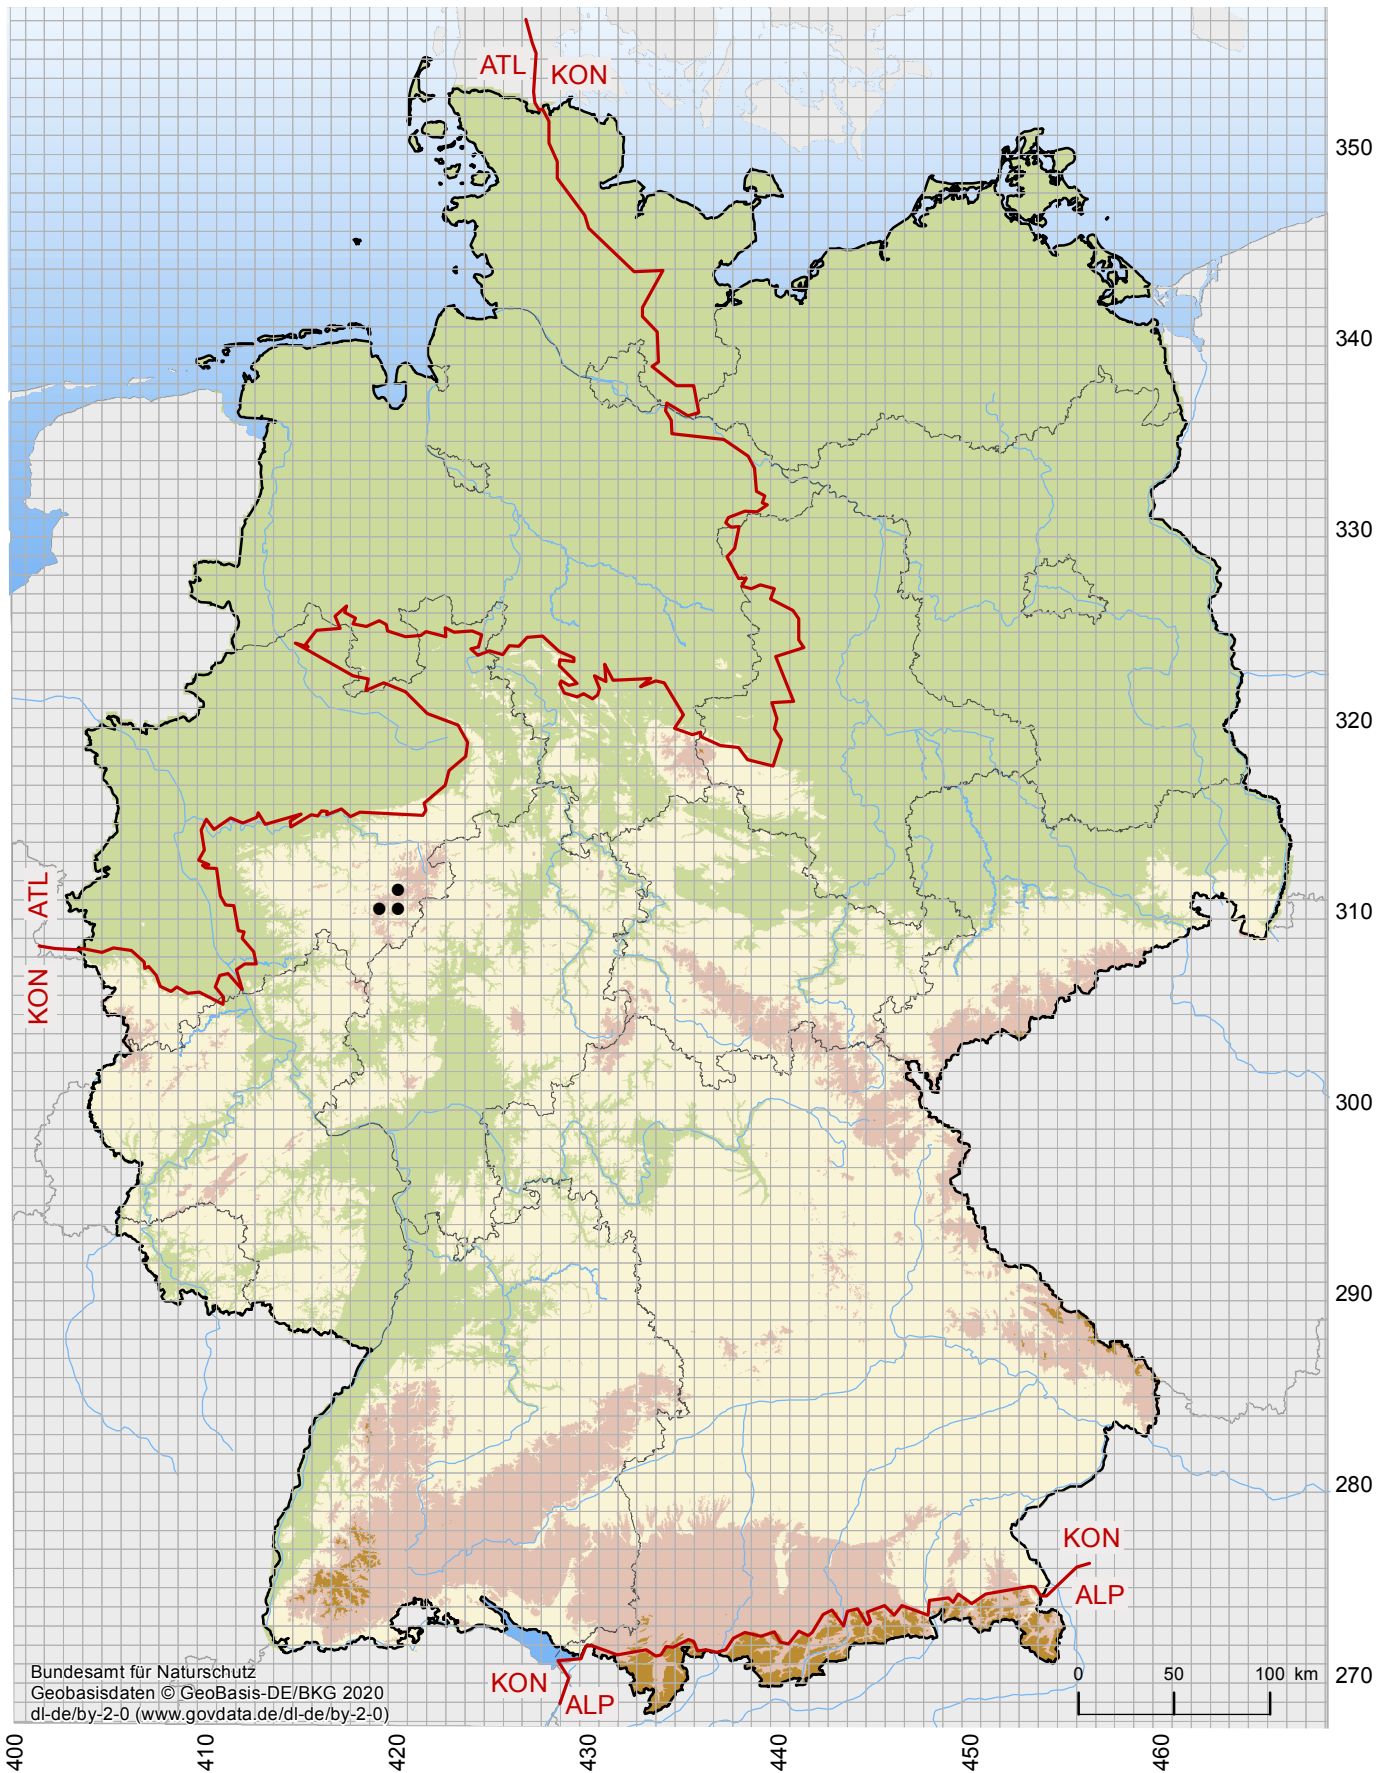 ATL
KON
350
340
330
320
310
300
290
280
270
ATL
KON
KON
ALP
KON
ALP
0 50 100 km
Bundesamt für Naturschutz
Geobasisdaten © GeoBasis-DE/BKG 2020
dl-de/by-2-0 (www.govdata.de/dl-de/by-2-0)
400 410 420 430 440 450 460